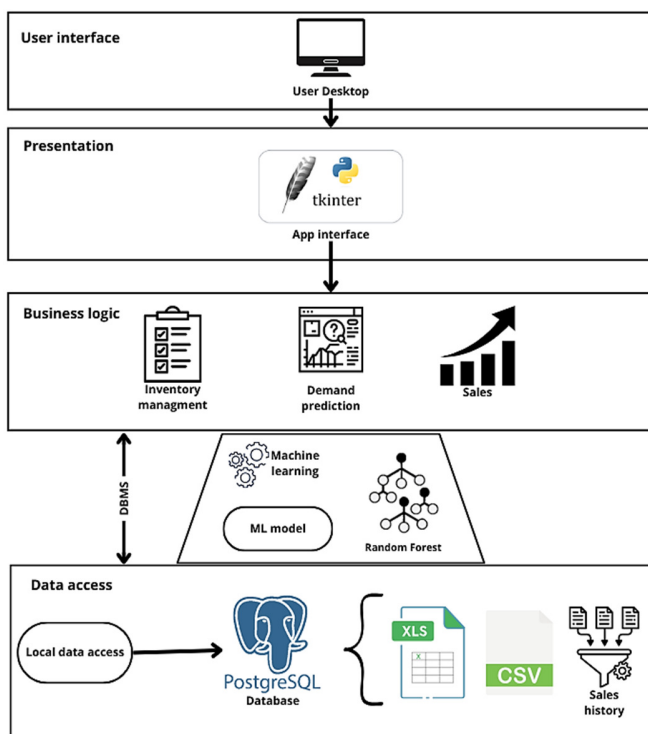 User interface
User Desktop
Presentation
tkinter
App interface
Business logic
Inventory
managment
Demand
prediction
Sales
DBMS
Machine
learning
ML model
Random Forest
Data access
Local data access
PostgreSQL
Database
XLS
X
CSV
Sales
history